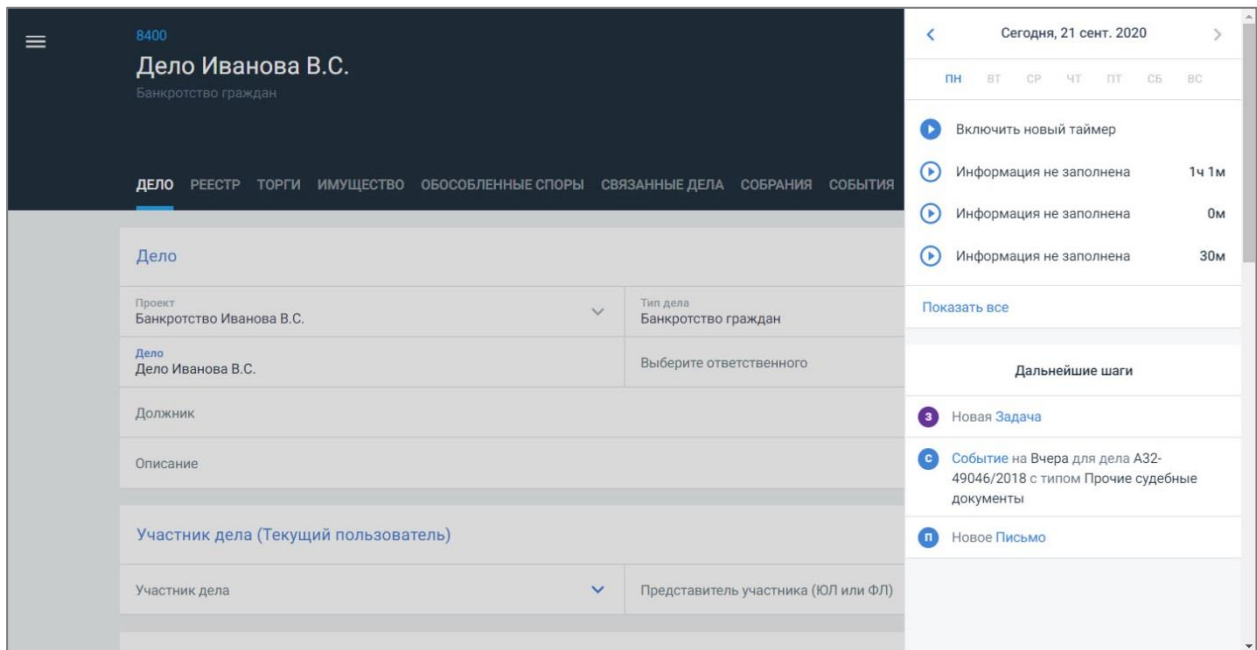 8400
Дело Иванова В.С.
Банкротство граждан
ДЕЛО РЕЕСТР ТОРГИ ИМУЩЕСТВО ОБОСОБЛЕННЫЕ СПОРЫ СВЯЗАННЫЕ ДЕЛА СОБРАНИЯ СОБЫТИЯ
Дело
Проект
Банкротство Иванова В.С.
Тип дела
Банкротство граждан
Дело
Дело Иванова В.С.
Выберите ответственного
Должник
Описание
Участник дела (Текущий пользователь)
Участник дела
Представитель участника (ЮЛ или ФЛ)
Сегодня, 21 сент. 2020
ПН ВТ СР ЧТ ПТ СБ ВС
Включить новый таймер
Информация не заполнена 1ч 1м
Информация не заполнена 0м
Информация не заполнена 30м
Показать все
Дальнейшие шаги
З Новая Задача
С Событие на Вчера для дела А32-
49046/2018 с типом Прочие судебные
документы
П Новое Письмо